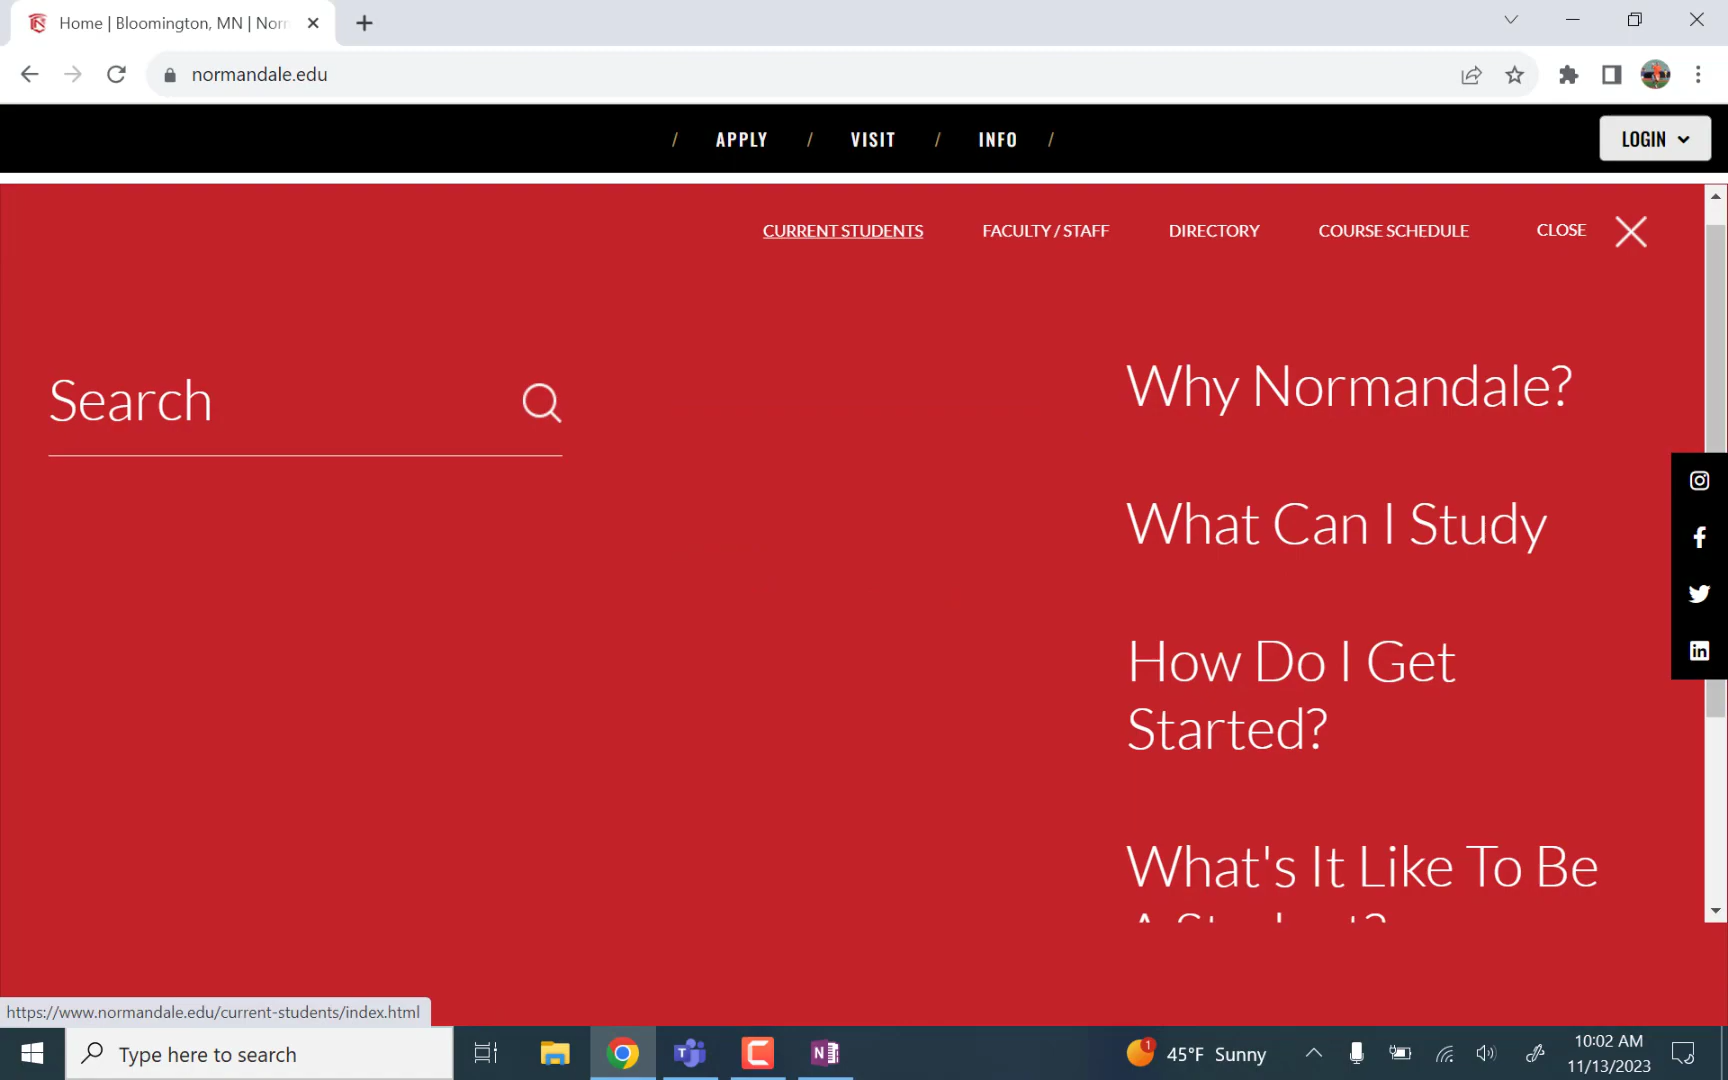 Home | Bloomington, MN | Norn
normandale.edu
/ APPLY / VISIT / INFO /
LOGIN
CURRENT STUDENTS FACULTY / STAFF DIRECTORY COURSE SCHEDULE CLOSE
Search
Why Normandale?
What Can I Study
How Do I Get
Started?
What's It Like To Be
https://www.normandale.edu/current-students/index.html
Type here to search
1
45°F Sunny
10:02 AM
11/13/2023